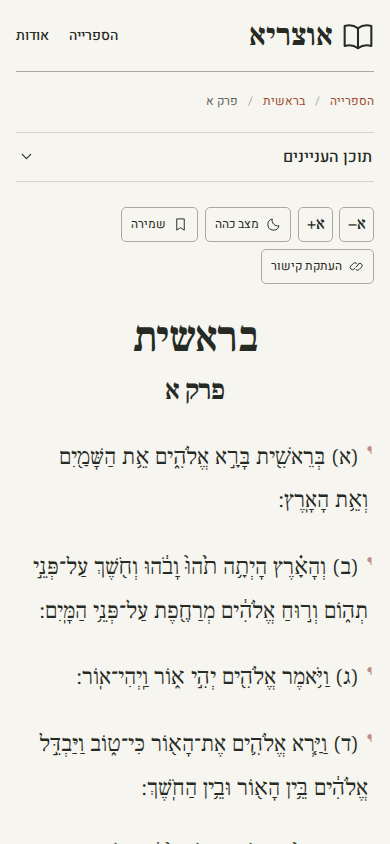 אוצריא
הספרייה אודות
הספרייה / בראשית / פרק א
תוכן העניינים
א− א+ מצב כהה שמירה
העתקת קישור
בראשית
פרק א
¶ (א) בְּרֵאשִׁ֖ית בָּרָ֣א אֱלֹהִ֑ים אֵ֥ת הַשָּׁמַ֖יִם
וְאֵ֥ת הָאָֽרֶץ:
¶ (ב) וְהָאָ֗רֶץ הָיְתָ֥ה תֹ֙הוּ֙ וָבֹ֔הוּ וְחֹ֖שֶׁךְ עַל־פְּנֵ֣י
תְה֑וֹם וְר֣וּחַ אֱלֹהִ֔ים מְרַחֶ֖פֶת עַל־פְּנֵ֥י הַמָּֽיִם:
¶ (ג) וַיֹּ֥אמֶר אֱלֹהִ֖ים יְהִ֣י א֑וֹר וַֽיְהִי־אֽוֹר:
¶ (ד) וַיַּ֧רְא אֱלֹהִ֛ים אֶת־הָא֖וֹר כִּי־ט֑וֹב וַיַּבְדֵּ֣ל
אֱלֹהִ֔ים בֵּ֥ין הָא֖וֹר וּבֵ֥ין הַחֹֽשֶׁךְ: